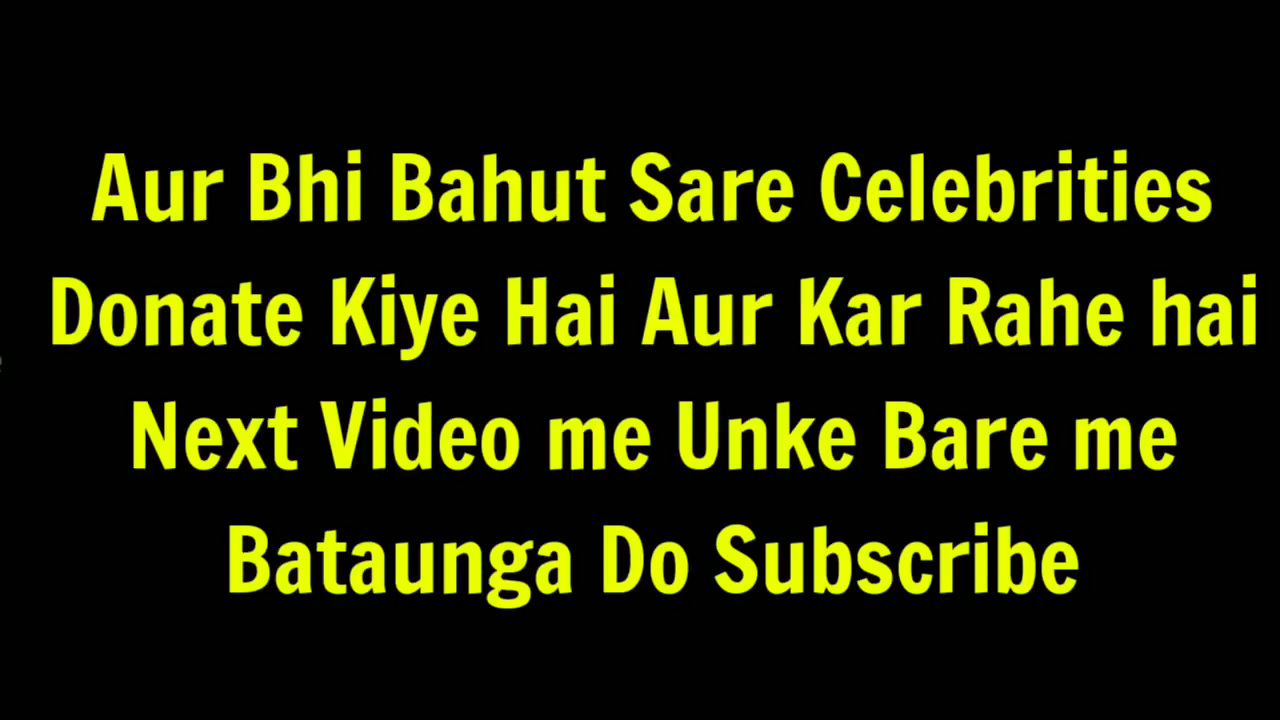 Aur Bhi Bahut Sare Celebrities
Donate Kiye Hai Aur Kar Rahe hai
Next Video me Unke Bare me
Bataunga Do Subscribe